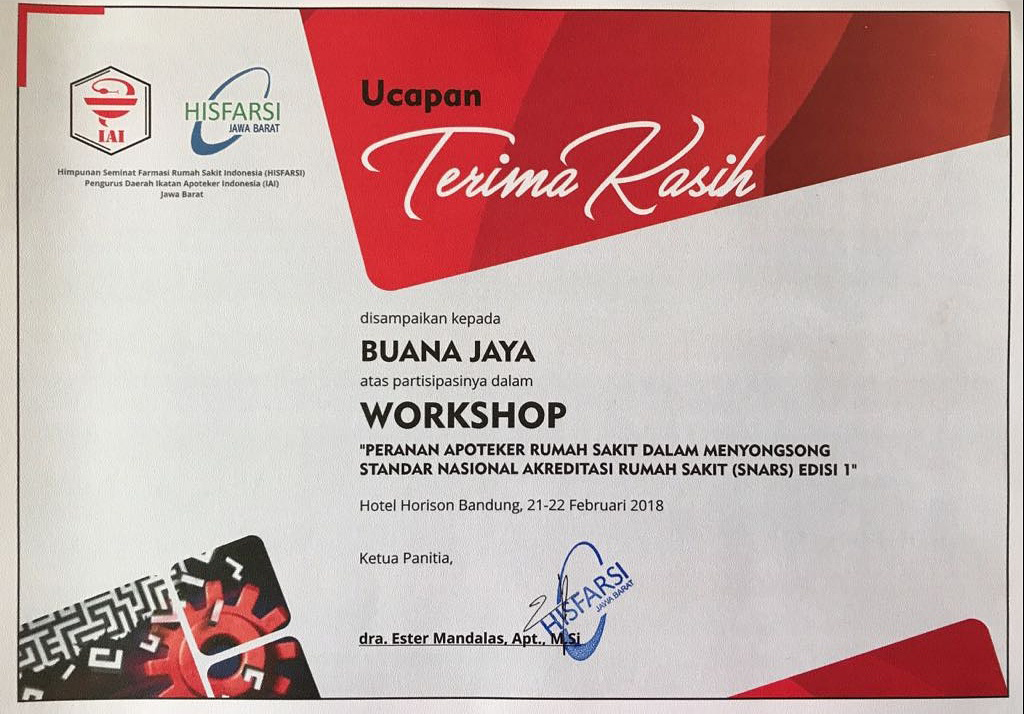 IAI
HISFARSI
JAWA BARAT
Himpunan Seminat Farmasi Rumah Sakit Indonesia (HISFARSI)
Pengurus Daerah Ikatan Apoteker Indonesia (IAI)
Jawa Barat
Ucapan
Terima Kasih
disampaikan kepada
BUANA JAYA
atas partisipasinya dalam
WORKSHOP
"PERANAN APOTEKER RUMAH SAKIT DALAM MENYONGSONG
STANDAR NASIONAL AKREDITASI RUMAH SAKIT (SNARS) EDISI 1"
Hotel Horison Bandung, 21-22 Februari 2018
Ketua Panitia,
HISFARSI
JAWA BARAT
dra. Ester Mandalas, Apt., M.Si